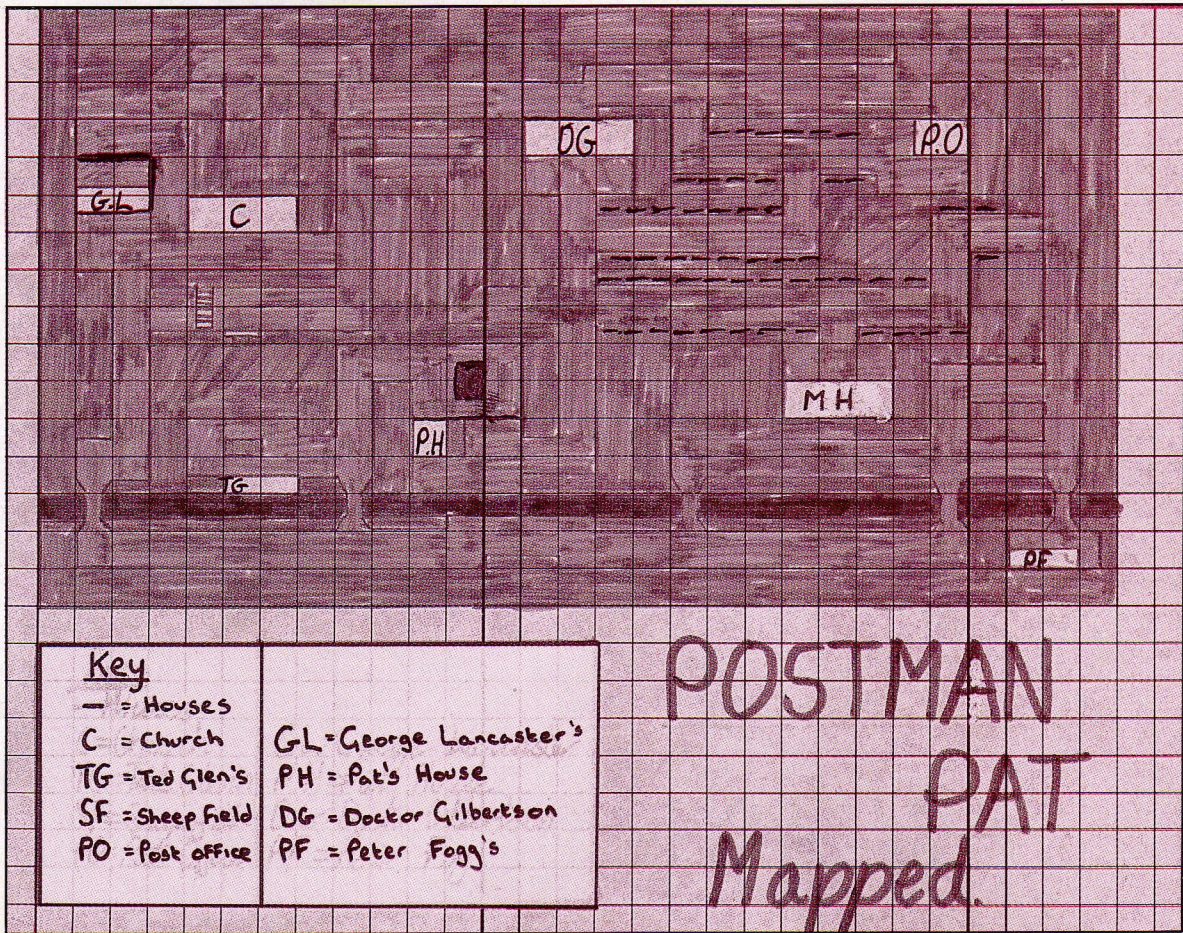 DG
P.O
G.L
C
MH
P.H
TG
PF
Key
— = Houses
C = Church
TG = Ted Glen's
SF = Sheep Field
PO = Post office
GL = George Lancaster's
PH = Pat's House
DG = Doctor Gilbertson
PF = Peter Fogg's
POSTMAN
PAT
Mapped.